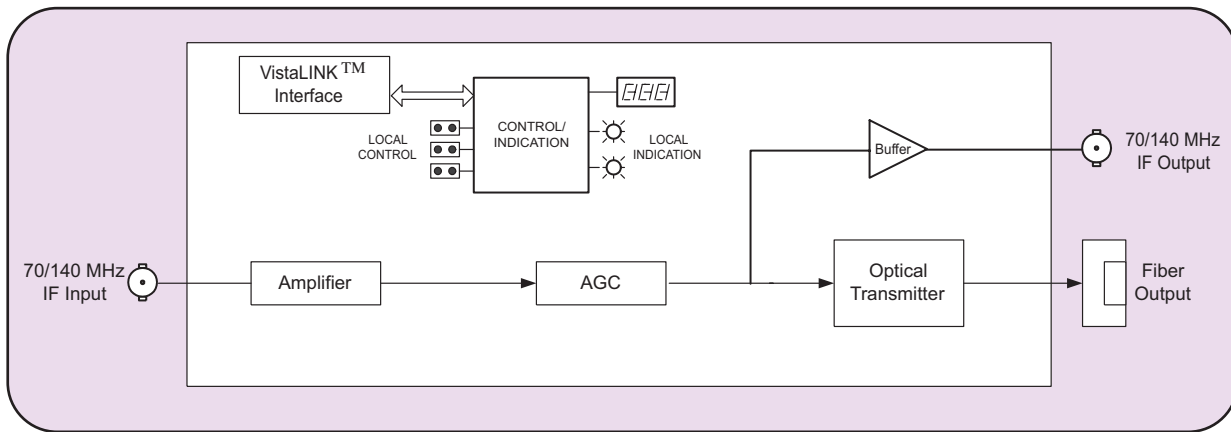 VistaLINK™
Interface
CONTROL/
INDICATION
LOCAL
CONTROL
LOCAL
INDICATION
Buffer
70/140 MHz
IF Output
70/140 MHz
IF Input
Amplifier
AGC
Optical
Transmitter
Fiber
Output